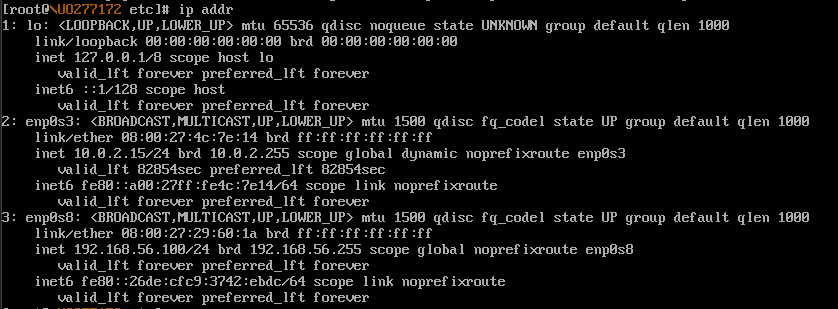 [root@\UO277172 etc]# ip addr
1: lo: <LOOPBACK,UP,LOWER_UP> mtu 65536 qdisc noqueue state UNKNOWN group default qlen 1000
    link/loopback 00:00:00:00:00:00 brd 00:00:00:00:00:00
    inet 127.0.0.1/8 scope host lo
       valid_lft forever preferred_lft forever
    inet6 ::1/128 scope host
       valid_lft forever preferred_lft forever
2: enp0s3: <BROADCAST,MULTICAST,UP,LOWER_UP> mtu 1500 qdisc fq_codel state UP group default qlen 1000
    link/ether 08:00:27:4c:7e:14 brd ff:ff:ff:ff:ff:ff
    inet 10.0.2.15/24 brd 10.0.2.255 scope global dynamic noprefixroute enp0s3
       valid_lft 82854sec preferred_lft 82854sec
    inet6 fe80::a00:27ff:fe4c:7e14/64 scope link noprefixroute
       valid_lft forever preferred_lft forever
3: enp0s8: <BROADCAST,MULTICAST,UP,LOWER_UP> mtu 1500 qdisc fq_codel state UP group default qlen 1000
    link/ether 08:00:27:29:60:1a brd ff:ff:ff:ff:ff:ff
    inet 192.168.56.100/24 brd 192.168.56.255 scope global noprefixroute enp0s8
       valid_lft forever preferred_lft forever
    inet6 fe80::26de:cfc9:3742:ebdc/64 scope link noprefixroute
       valid_lft forever preferred_lft forever